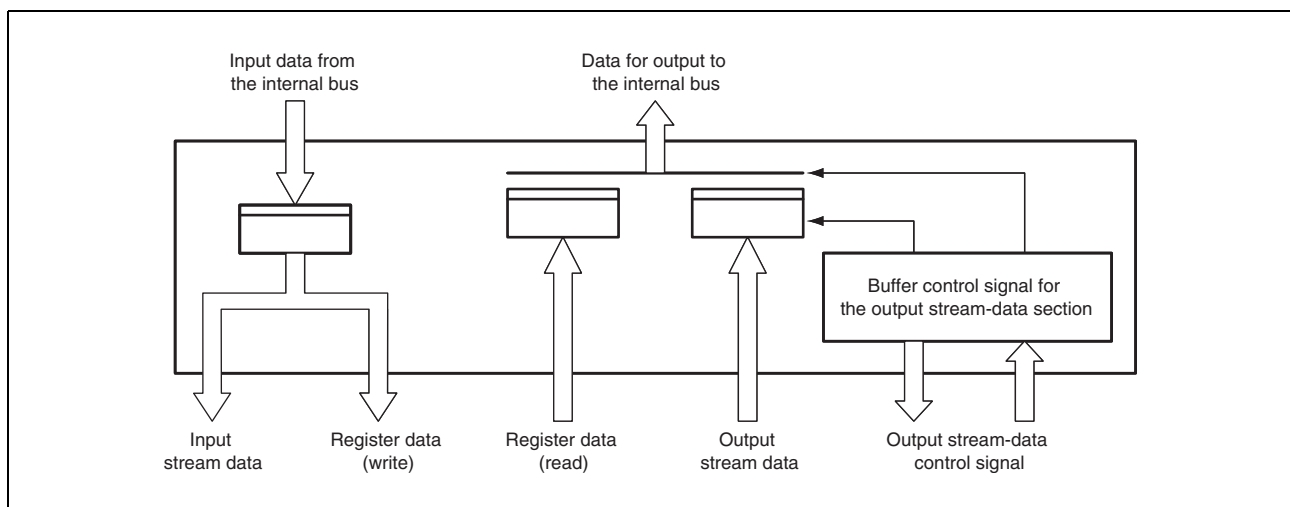 Input data from
the internal bus
Data for output to
the internal bus
Buffer control signal for
the output stream-data section
Input
stream data
Register data
(write)
Register data
(read)
Output
stream data
Output stream-data
control signal